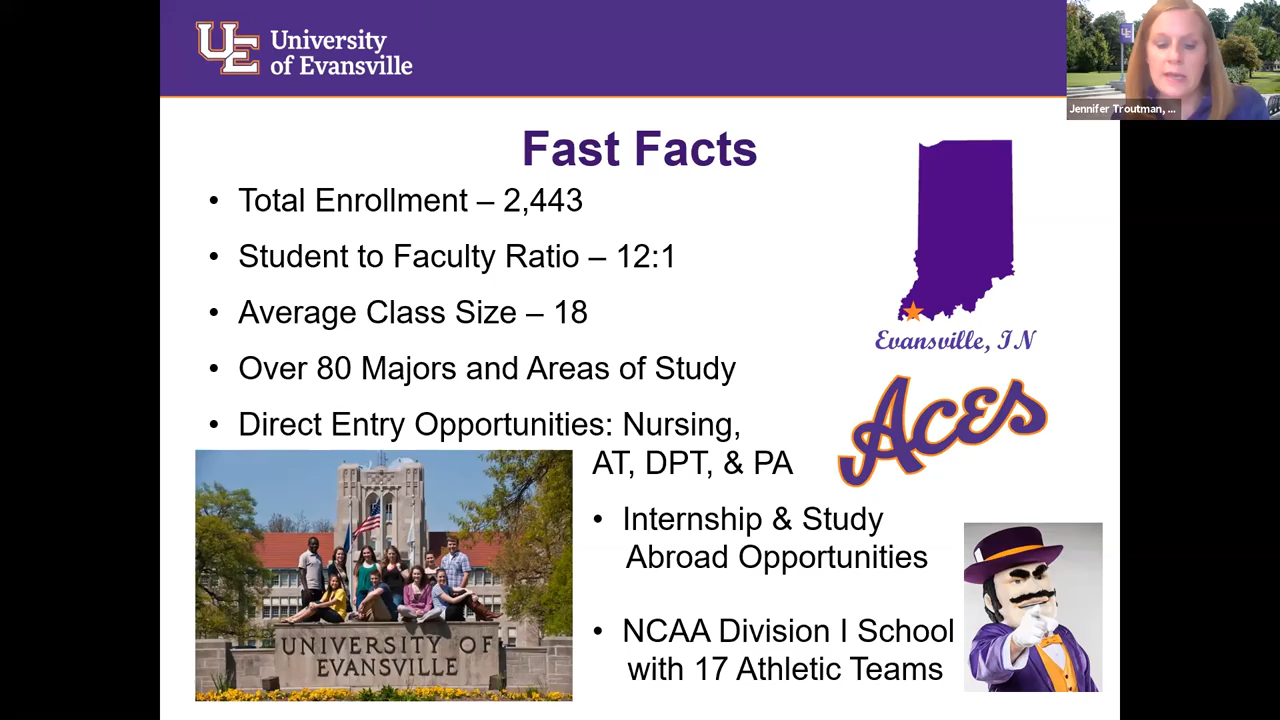 UE University
of Evansville
Jennifer Troutman, ...
Fast Facts
• Total Enrollment – 2,443
• Student to Faculty Ratio – 12:1
• Average Class Size – 18
• Over 80 Majors and Areas of Study
• Direct Entry Opportunities: Nursing,
AT, DPT, & PA
• Internship & Study
Abroad Opportunities
• NCAA Division I School
with 17 Athletic Teams
Evansville, IN
Aces
UNIVERSITY OF
EVANSVILLE
UE